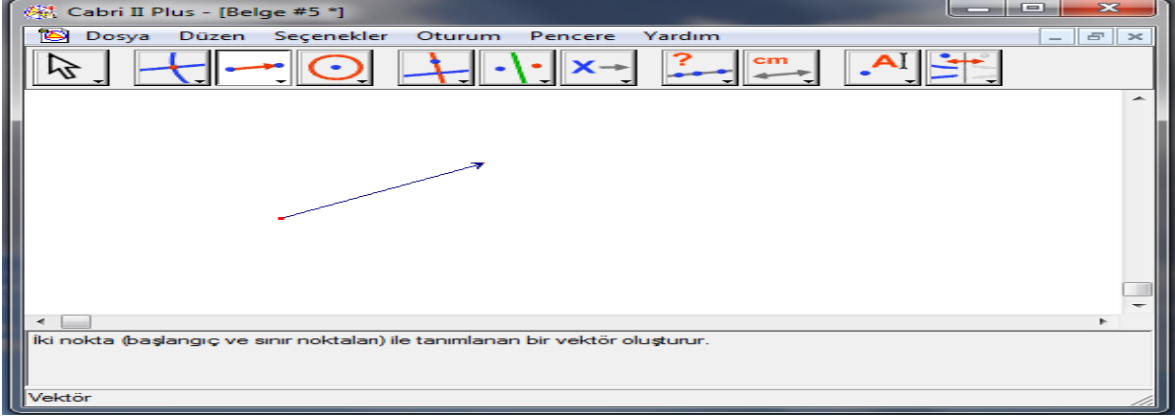 Cabri II Plus - [Belge #5 *]
Dosya Düzen Seçenekler Oturum Pencere Yardım
X ? cm A
İki nokta (başlangıç ve sınır noktaları) ile tanımlanan bir vektör oluşturur.
Vektör